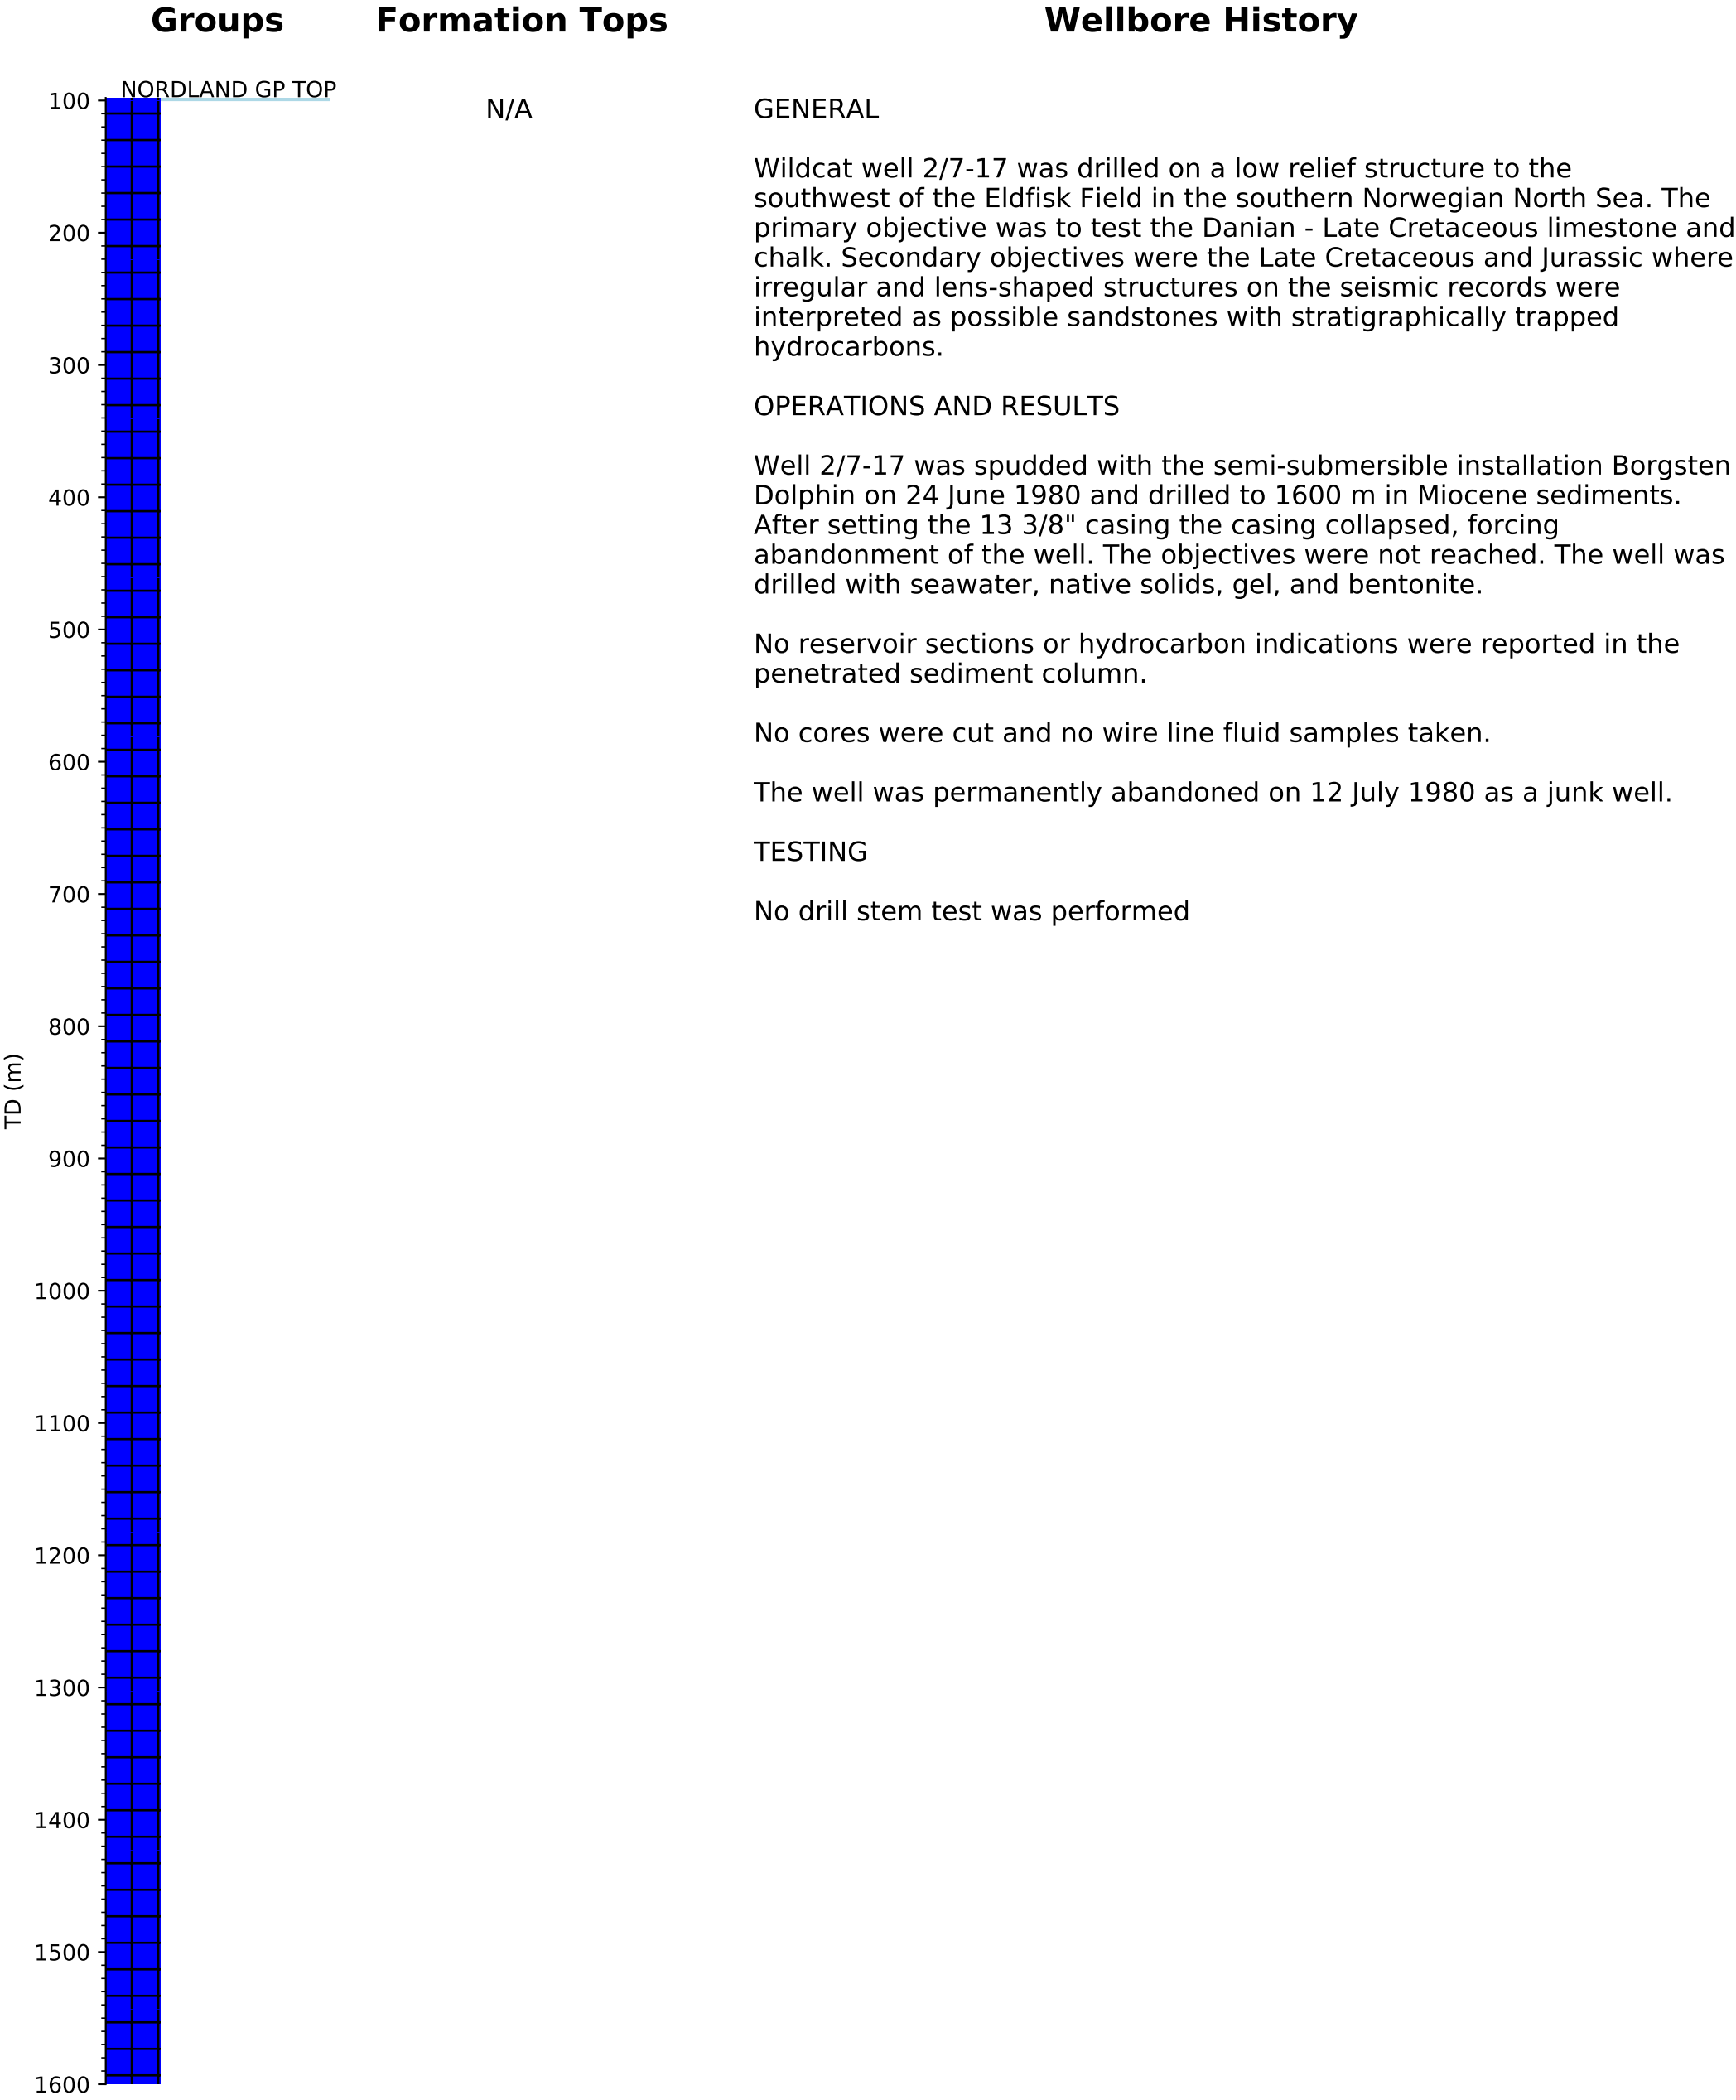 Groups
Formation Tops
Wellbore History
NORDLAND GP TOP
N/A
GENERAL
Wildcat well 2/7-17 was drilled on a low relief structure to the
southwest of the Eldfisk Field in the southern Norwegian North Sea. The
primary objective was to test the Danian - Late Cretaceous limestone and
chalk. Secondary objectives were the Late Cretaceous and Jurassic where
irregular and lens-shaped structures on the seismic records were
interpreted as possible sandstones with stratigraphically trapped
hydrocarbons.
OPERATIONS AND RESULTS
Well 2/7-17 was spudded with the semi-submersible installation Borgsten
Dolphin on 24 June 1980 and drilled to 1600 m in Miocene sediments.
After setting the 13 3/8" casing the casing collapsed, forcing
abandonment of the well. The objectives were not reached. The well was
drilled with seawater, native solids, gel, and bentonite.
No reservoir sections or hydrocarbon indications were reported in the
penetrated sediment column.
No cores were cut and no wire line fluid samples taken.
The well was permanently abandoned on 12 July 1980 as a junk well.
TESTING
No drill stem test was performed
TD (m)
100
200
300
400
500
600
700
800
900
1000
1100
1200
1300
1400
1500
1600